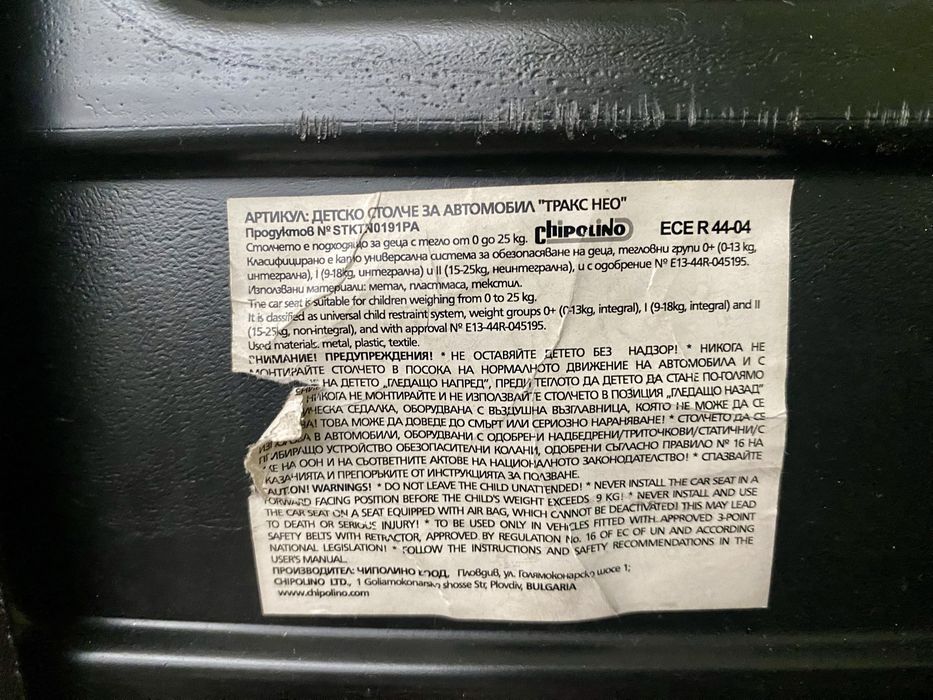 АРТИКУЛ: ДЕТСКО СТОЛЧЕ ЗА АВТОМОБИЛ "ТРАКС НЕО"
Продуктов № STKTN0191PA chipolino ECE R 44-04
Столчето е подходящо за деца с тегло от 0 до 25 kg.
Класифицирано е като универсална система за обезопасяване на деца, тегловни групи 0+ (0-13 kg,
интегрална), I (9-18kg, интегрална) и II (15-25kg, неинтегрална), и с одобрение № E13-44R-045195.
Използвани материали: метал, пластмаса, текстил.
The car seat is suitable for children weighing from 0 to 25 kg.
It is classified as universal child restraint system, weight groups 0+ (0-13kg, integral), I (9-18kg, integral) and II
(15-25kg, non-integral), and with approval № E13-44R-045195.
Used materials: metal, plastic, textile.
ВНИМАНИЕ! ПРЕДУПРЕЖДЕНИЯ! * НЕ ОСТАВЯЙТЕ ДЕТЕТО БЕЗ НАДЗОР! * НИКОГА НЕ
МОНТИРАЙТЕ СТОЛЧЕТО В ПОСОКА НА НОРМАЛНОТО ДВИЖЕНИЕ НА АВТОМОБИЛА И С
НА ДЕТЕТО „ГЛЕДАЩО НАПРЕД”, ПРЕДИ ТЕГЛОТО ДА ДЕТЕТО ДА СТАНЕ ПО-ГОЛЯМО
НИКОГА НЕ МОНТИРАЙТЕ И НЕ ИЗПОЛЗВАЙТЕ СТОЛЧЕТО В ПОЗИЦИЯ „ГЛЕДАЩО НАЗАД”
СЕДАЛКА, ОБОРУДВАНА С ВЪЗДУШНА ВЪЗГЛАВНИЦА, КОЯТО НЕ МОЖЕ ДА СЕ
ТОВА МОЖЕ ДА ДОВЕДЕ ДО СМЪРТ ИЛИ СЕРИОЗНО НАРАНЯВАНЕ! * СТОЛЧЕТО ДА СЕ
В АВТОМОБИЛИ, ОБОРУДВАНИ С ОДОБРЕНИ НАДБЕДРЕНИ/ТРИТОЧКОВИ/СТАТИЧНИ/С
ПРИБИРАЩО УСТРОЙСТВО ОБЕЗОПАСИТЕЛНИ КОЛАНИ, ОДОБРЕНИ СЪГЛАСНО ПРАВИЛО № 16 НА
НА ООН И НА СЪОТВЕТНИТЕ АКТОВЕ НА НАЦИОНАЛНОТО ЗАКОНОДАТЕЛСТВО! * СПАЗВАЙТЕ
УКАЗАНИЯТА И ПРЕПОРЪКИТЕ ОТ ИНСТРУКЦИЯТА ЗА ПОЛЗВАНЕ.
CAUTION! WARNINGS! * DO NOT LEAVE THE CHILD UNATTENDED! * NEVER INSTALL THE CAR SEAT IN A
FORWARD FACING POSITION BEFORE THE CHILD'S WEIGHT EXCEEDS 9 KG! * NEVER INSTALL AND USE
THE CAR SEAT ON A SEAT EQUIPPED WITH AIR BAG, WHICH CANNOT BE DEACTIVATED! THIS MAY LEAD
TO DEATH OR SERIOUS INJURY! * TO BE USED ONLY IN VEHICLES FITTED WITH APPROVED 3-POINT
SAFETY BELTS WITH RETRACTOR, APPROVED BY REGULATION No. 16 OF EC OF UN AND ACCORDING
NATIONAL LEGISLATION! * FOLLOW THE INSTRUCTIONS AND SAFETY RECOMMENDATIONS IN THE
USER'S MANUAL.
ПРОИЗВОДИТЕЛ: ЧИПОЛИНО ЕООД, Пловдив, ул. Голямоконарско шосе 1;
CHIPOLINO LTD., 1 Goliamokonarsko shosse Str, Plovdiv, BULGARIA
www.chipolino.com